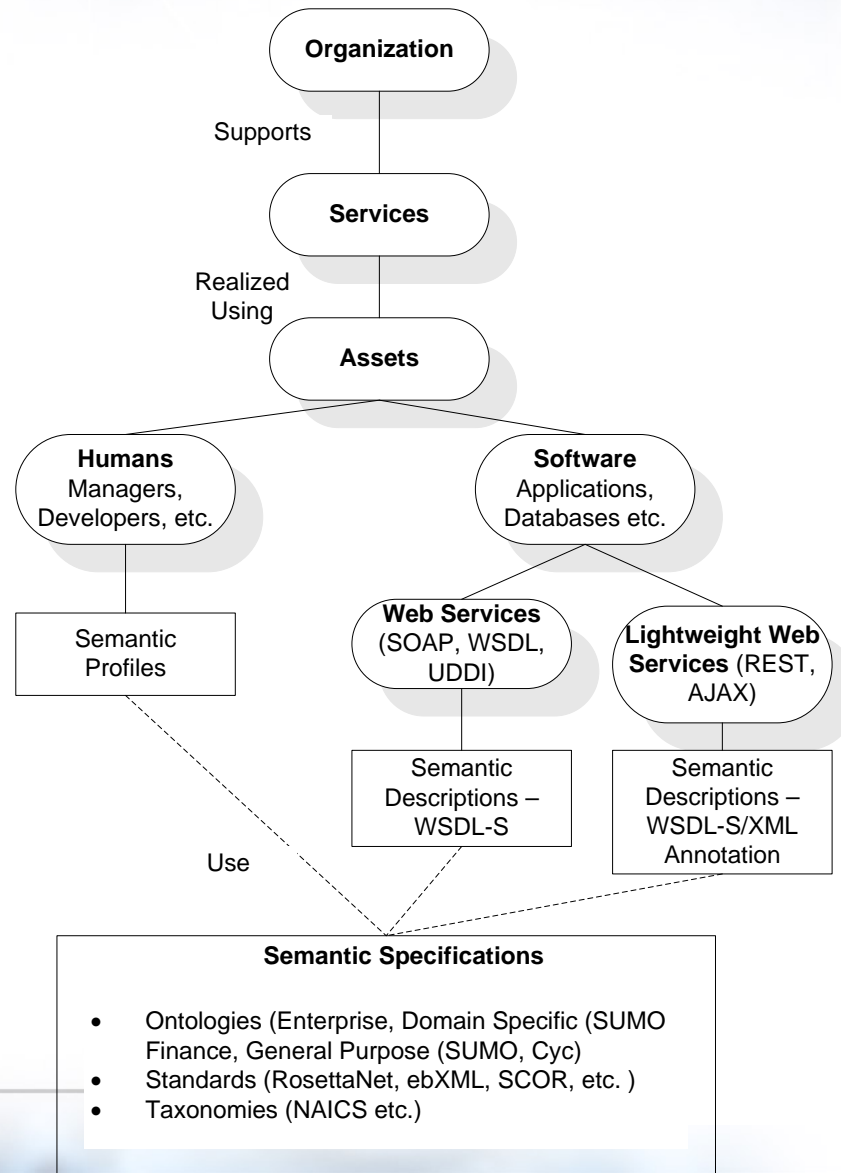 Organization
Supports
Services
Realized
Using
Assets
Humans
Managers,
Developers, etc.
Software
Applications,
Databases etc.
Semantic
Profiles
Web Services
(SOAP, WSDL,
UDDI)
Lightweight Web
Services (REST,
AJAX)
Semantic
Descriptions –
WSDL-S
Semantic
Descriptions –
WSDL-S/XML
Annotation
Use
Semantic Specifications
• Ontologies (Enterprise, Domain Specific (SUMO
Finance, General Purpose (SUMO, Cyc)
• Standards (RosettaNet, ebXML, SCOR, etc. )
• Taxonomies (NAICS etc.)